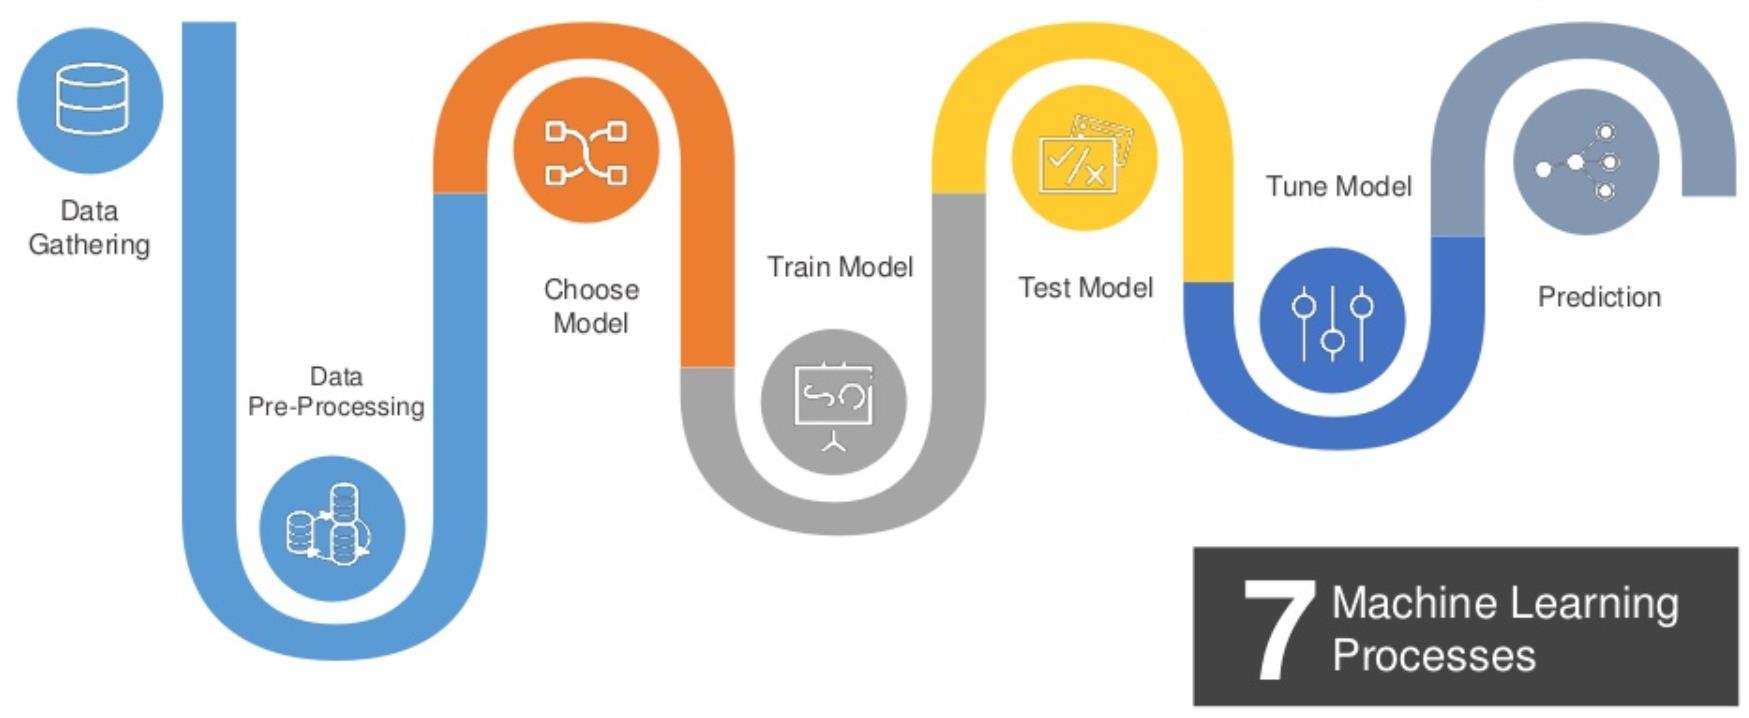 Data
Gathering
Data
Pre-Processing
Choose
Model
Train Model
Test Model
Tune Model
Prediction
7 Machine Learning
Processes